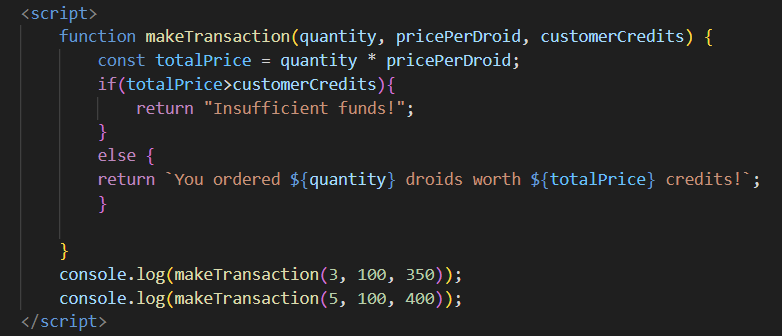 <script>
function makeTransaction(quantity, pricePerDroid, customerCredits) {
const totalPrice = quantity * pricePerDroid;
if(totalPrice>customerCredits){
return "Insufficient funds!";
}
else {
return `You ordered ${quantity} droids worth ${totalPrice} credits!`;
}
}
console.log(makeTransaction(3, 100, 350));
console.log(makeTransaction(5, 100, 400));
</script>